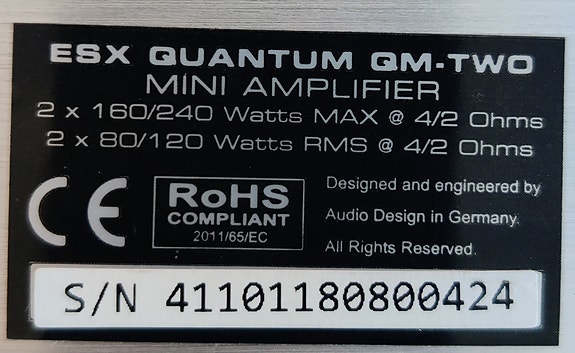 ESX QUANTUM QM-TWO
MINI AMPLIFIER
2 x 160/240 Watts MAX @ 4/2 Ohms
2 x 80/120 Watts RMS @ 4/2 Ohms
CE
RoHS
COMPLIANT
2011/65/EC
Designed and engineered by
Audio Design in Germany.
All Rights Reserved.
S/N 41101180800424